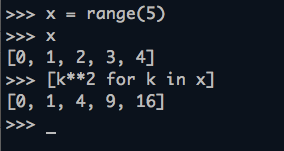 >>> x = range(5)
>>> x
[0, 1, 2, 3, 4]
>>> [k**2 for k in x]
[0, 1, 4, 9, 16]
>>> _